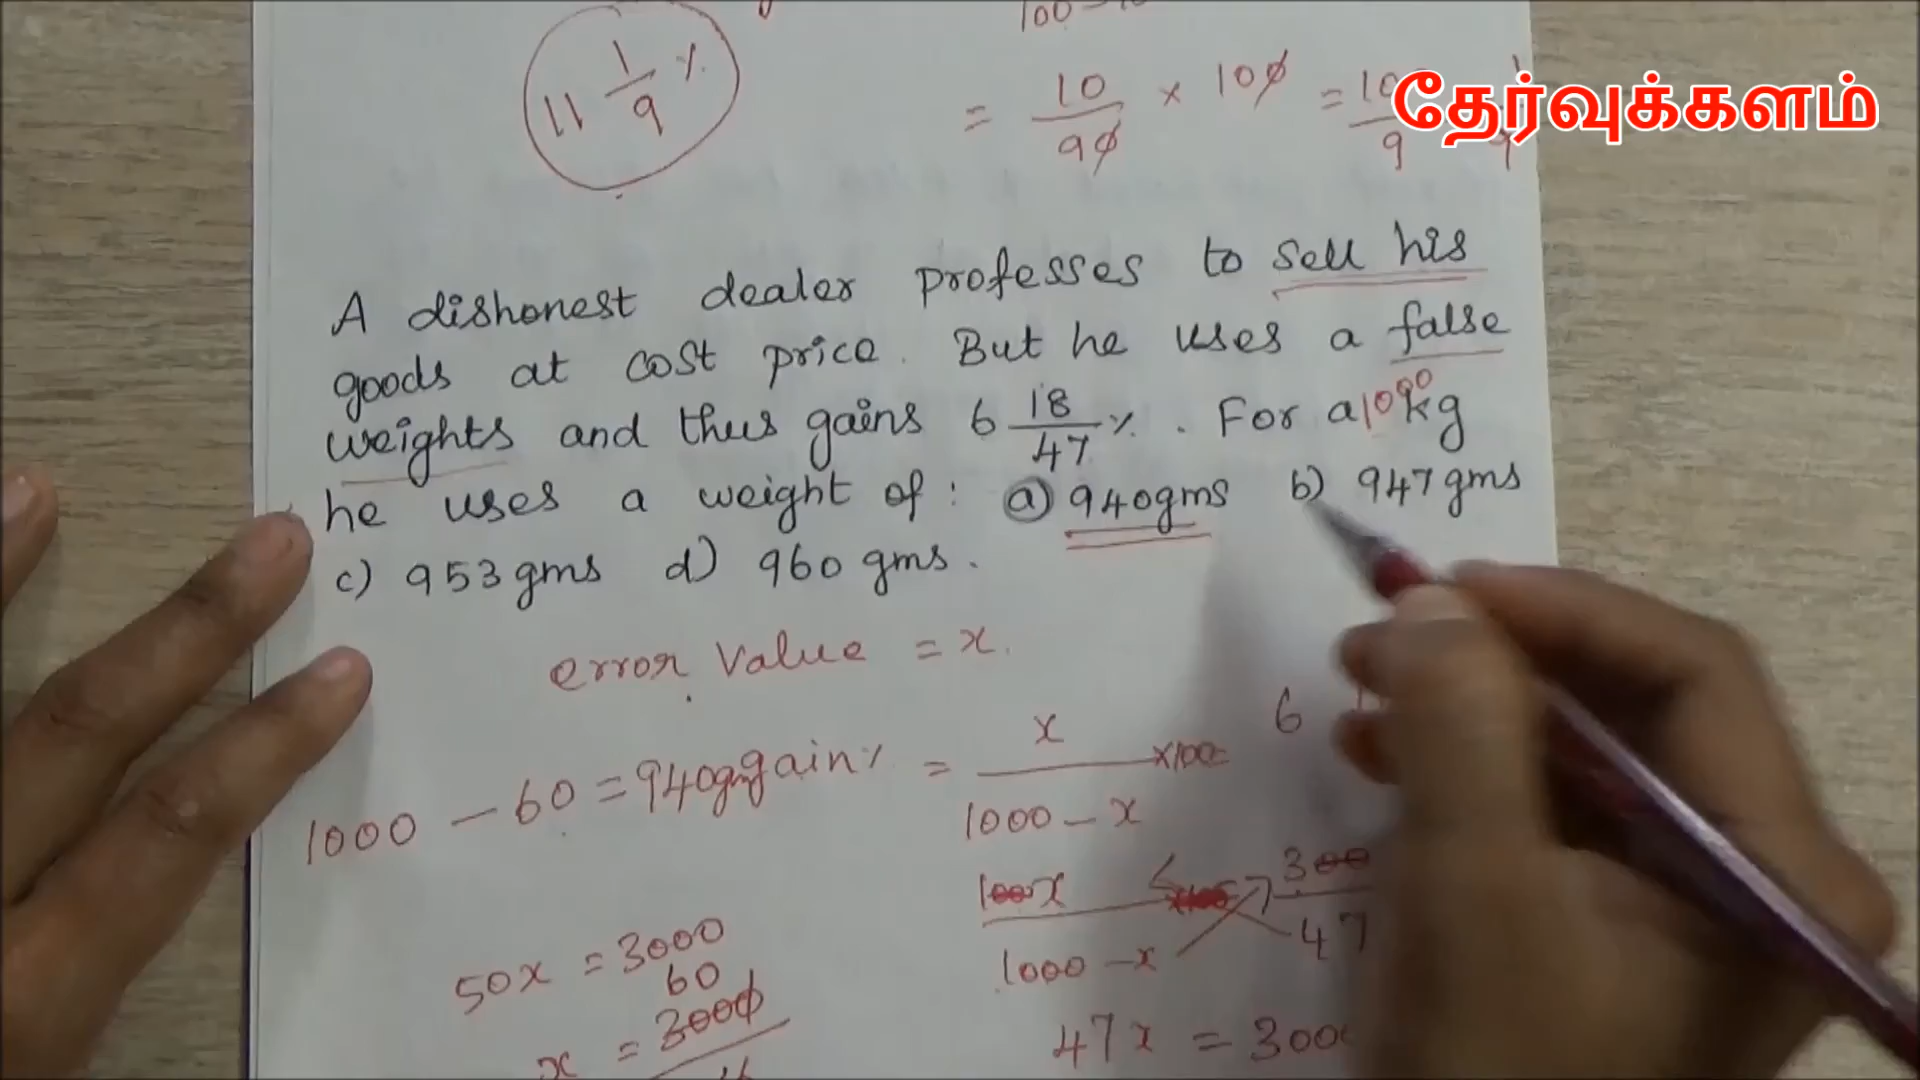 தேர்வுக்களம்
11 1/9 %
= 10/90 × 100 =
A dishonest dealer professes to sell his
goods at cost price. But he uses a false
weights and thus gains 6 18/47 %. For a 1000 kg
he uses a weight of : a) 940gms b) 947gms
c) 953gms d) 960 gms.
error value = x.
1000 - 60 = 940gm
gain% = x/1000-x ×100 = 6
100x/1000-x 300/47
50x = 3000
60
x = 3000
47x = 3000